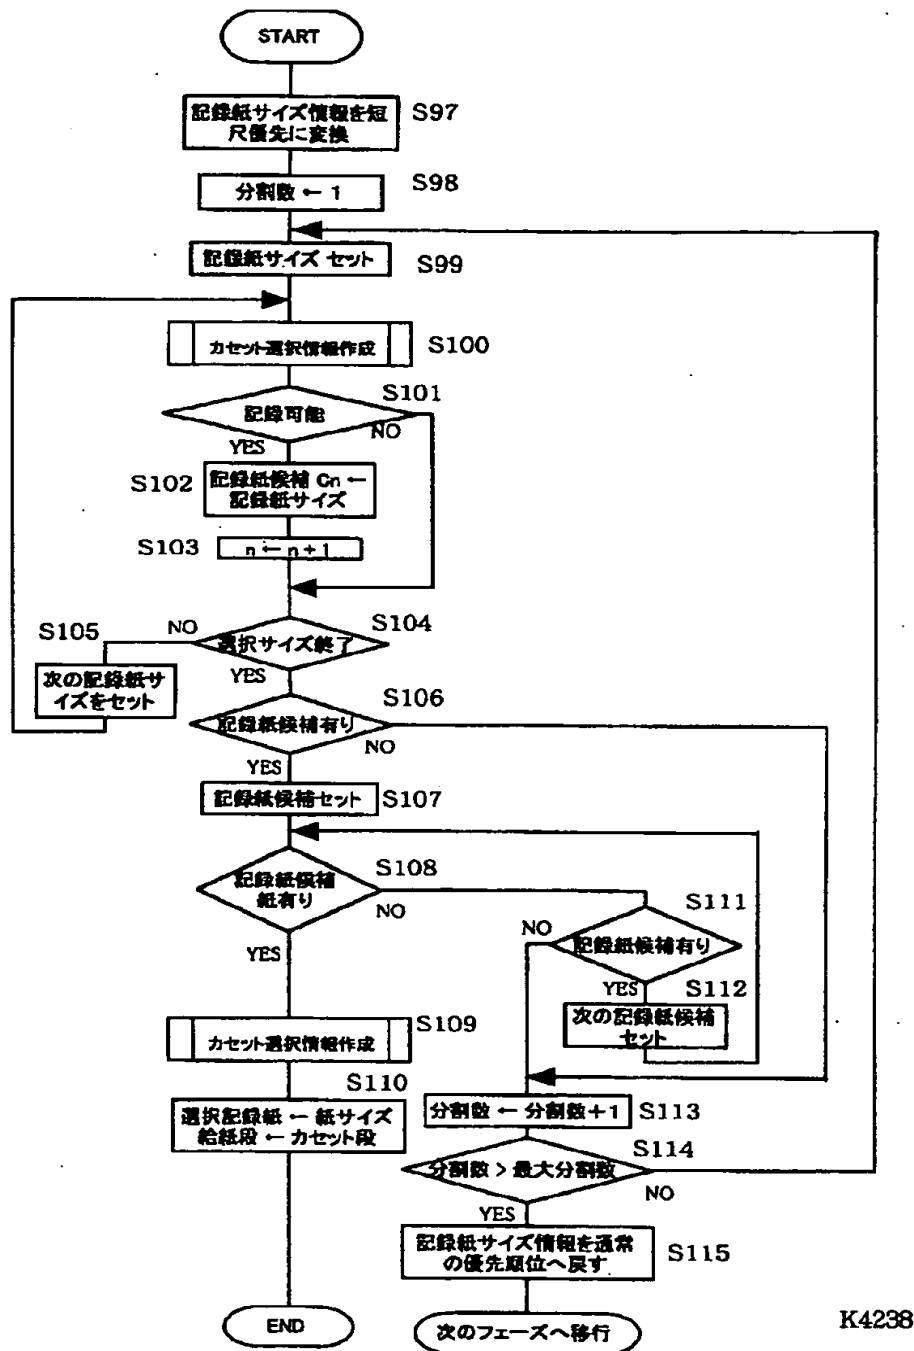 START
記録紙サイズ情報を短
尺優先に変換
S97
分割数 ← 1
S98
記録紙サイズ セット
S99
カセット選択情報作成
S100
S101
記録可能
NO
YES
S102
記録紙候補 Cn ←
記録紙サイズ
S103
n ← n + 1
S104
S105
NO
選択サイズ終了
YES
次の記録紙サ
イズをセット
S106
記録紙候補有り
NO
YES
記録紙候補セット
S107
S108
記録紙候補
紙有り
NO
YES
S111
NO
記録紙候補有り
YES
S112
次の記録紙候補
セット
カセット選択情報作成
S109
S110
選択記録紙 ← 紙サイズ
給紙段 ← カセット段
分割数 ← 分割数+1
S113
S114
分割数 > 最大分割数
NO
YES
記録紙サイズ情報を通常
の優先順位へ戻す
S115
END
次のフェーズへ移行
K4238